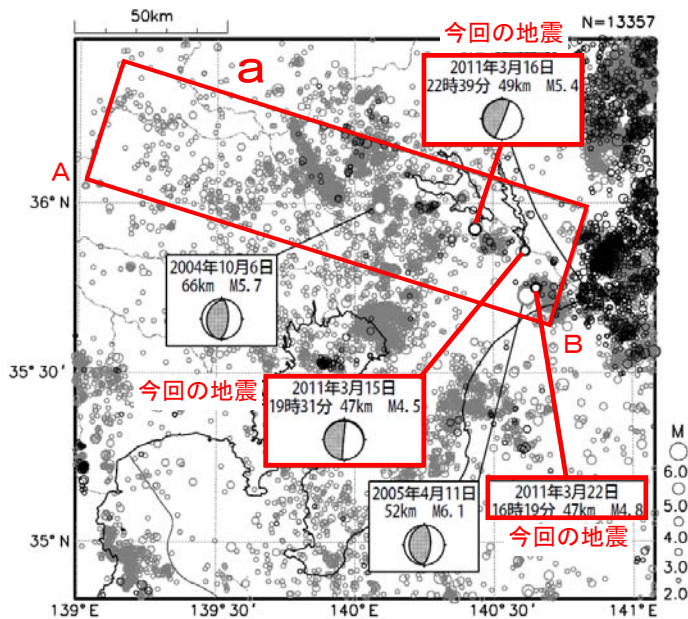 50km
N=13357
今回の地震
a
2011年3月16日
22時39分 49km M5.4
A
36°N
2004年10月6日
66km M5.7
B
35°30′
今回の地震
2011年3月15日
19時31分 47km M4.5
M
6.0
5.0
4.0
3.0
2.0
2005年4月11日
52km M6.1
2011年3月22日
16時19分 47km M4.8
今回の地震
35°N
139°E
139°30′
140°E
140°30′
141°E